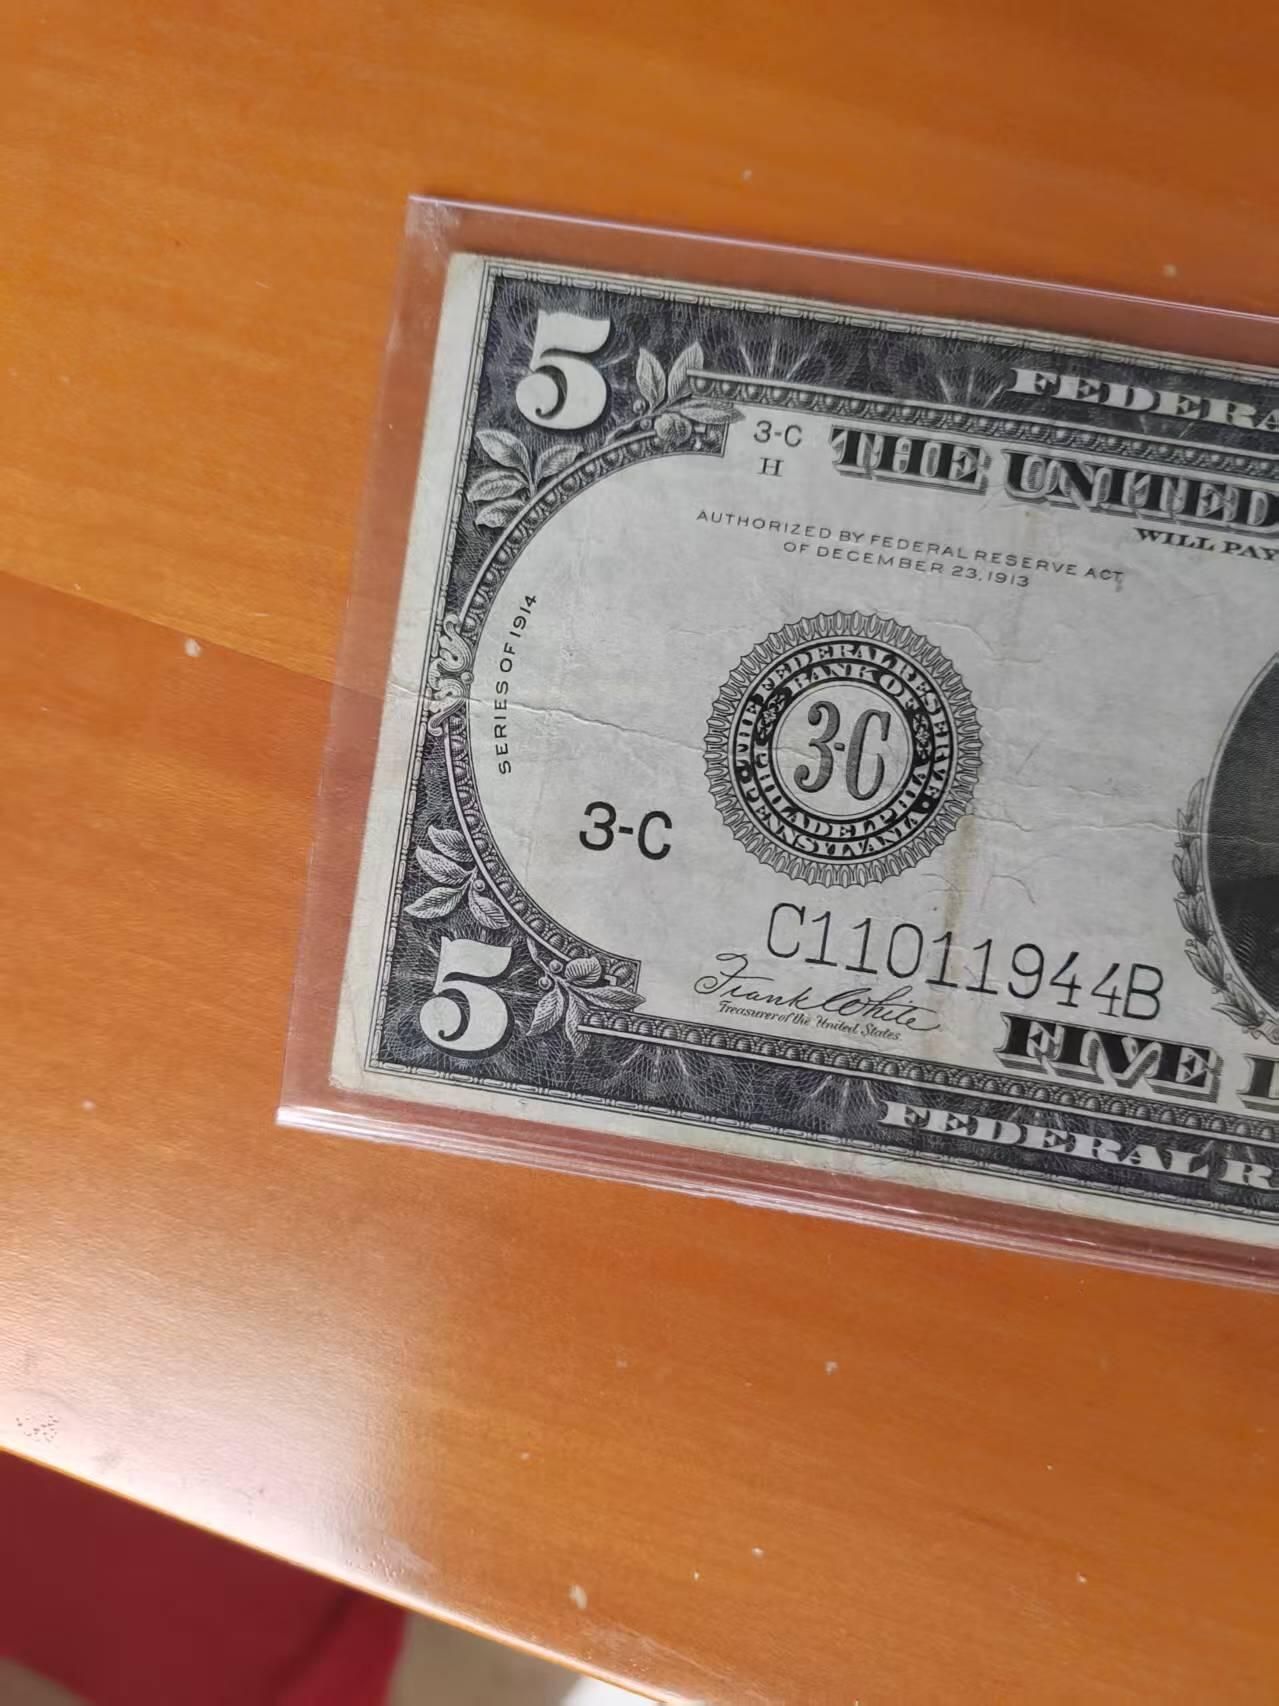 5
FEDERA
3-C
H
THE UNITED
WILL PAY
AUTHORIZED BY FEDERAL RESERVE ACT
OF DECEMBER 23, 1913
SERIES OF 1914
THE FEDERAL RESERVE
BANK OF
PHILADELPHIA
PENNSYLVANIA
3-C
3-C
C11011944B
Frank White
Treasurer of the United States.
5
FIVE
FEDERAL R